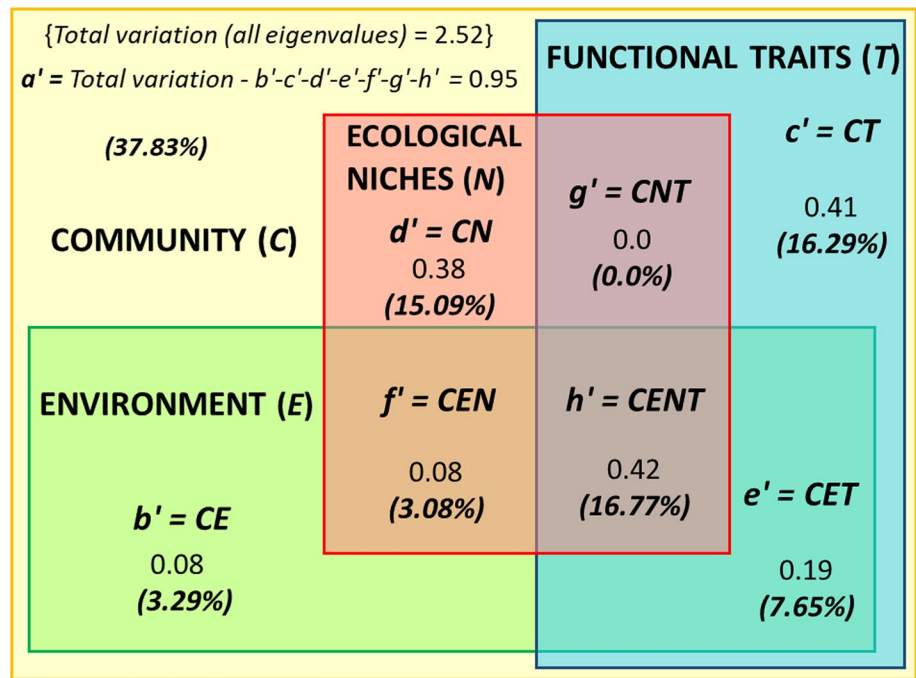 {Total variation (all eigenvalues) = 2.52}
a' = Total variation - b'-c'-d'-e'-f'-g'-h' = 0.95
(37.83%)
COMMUNITY (C)
FUNCTIONAL TRAITS (T)
c' = CT
0.41
(16.29%)
ECOLOGICAL
NICHES (N)
d' = CN
0.38
(15.09%)
g' = CNT
0.0
(0.0%)
ENVIRONMENT (E)
b' = CE
0.08
(3.29%)
f' = CEN
0.08
(3.08%)
h' = CENT
0.42
(16.77%)
e' = CET
0.19
(7.65%)